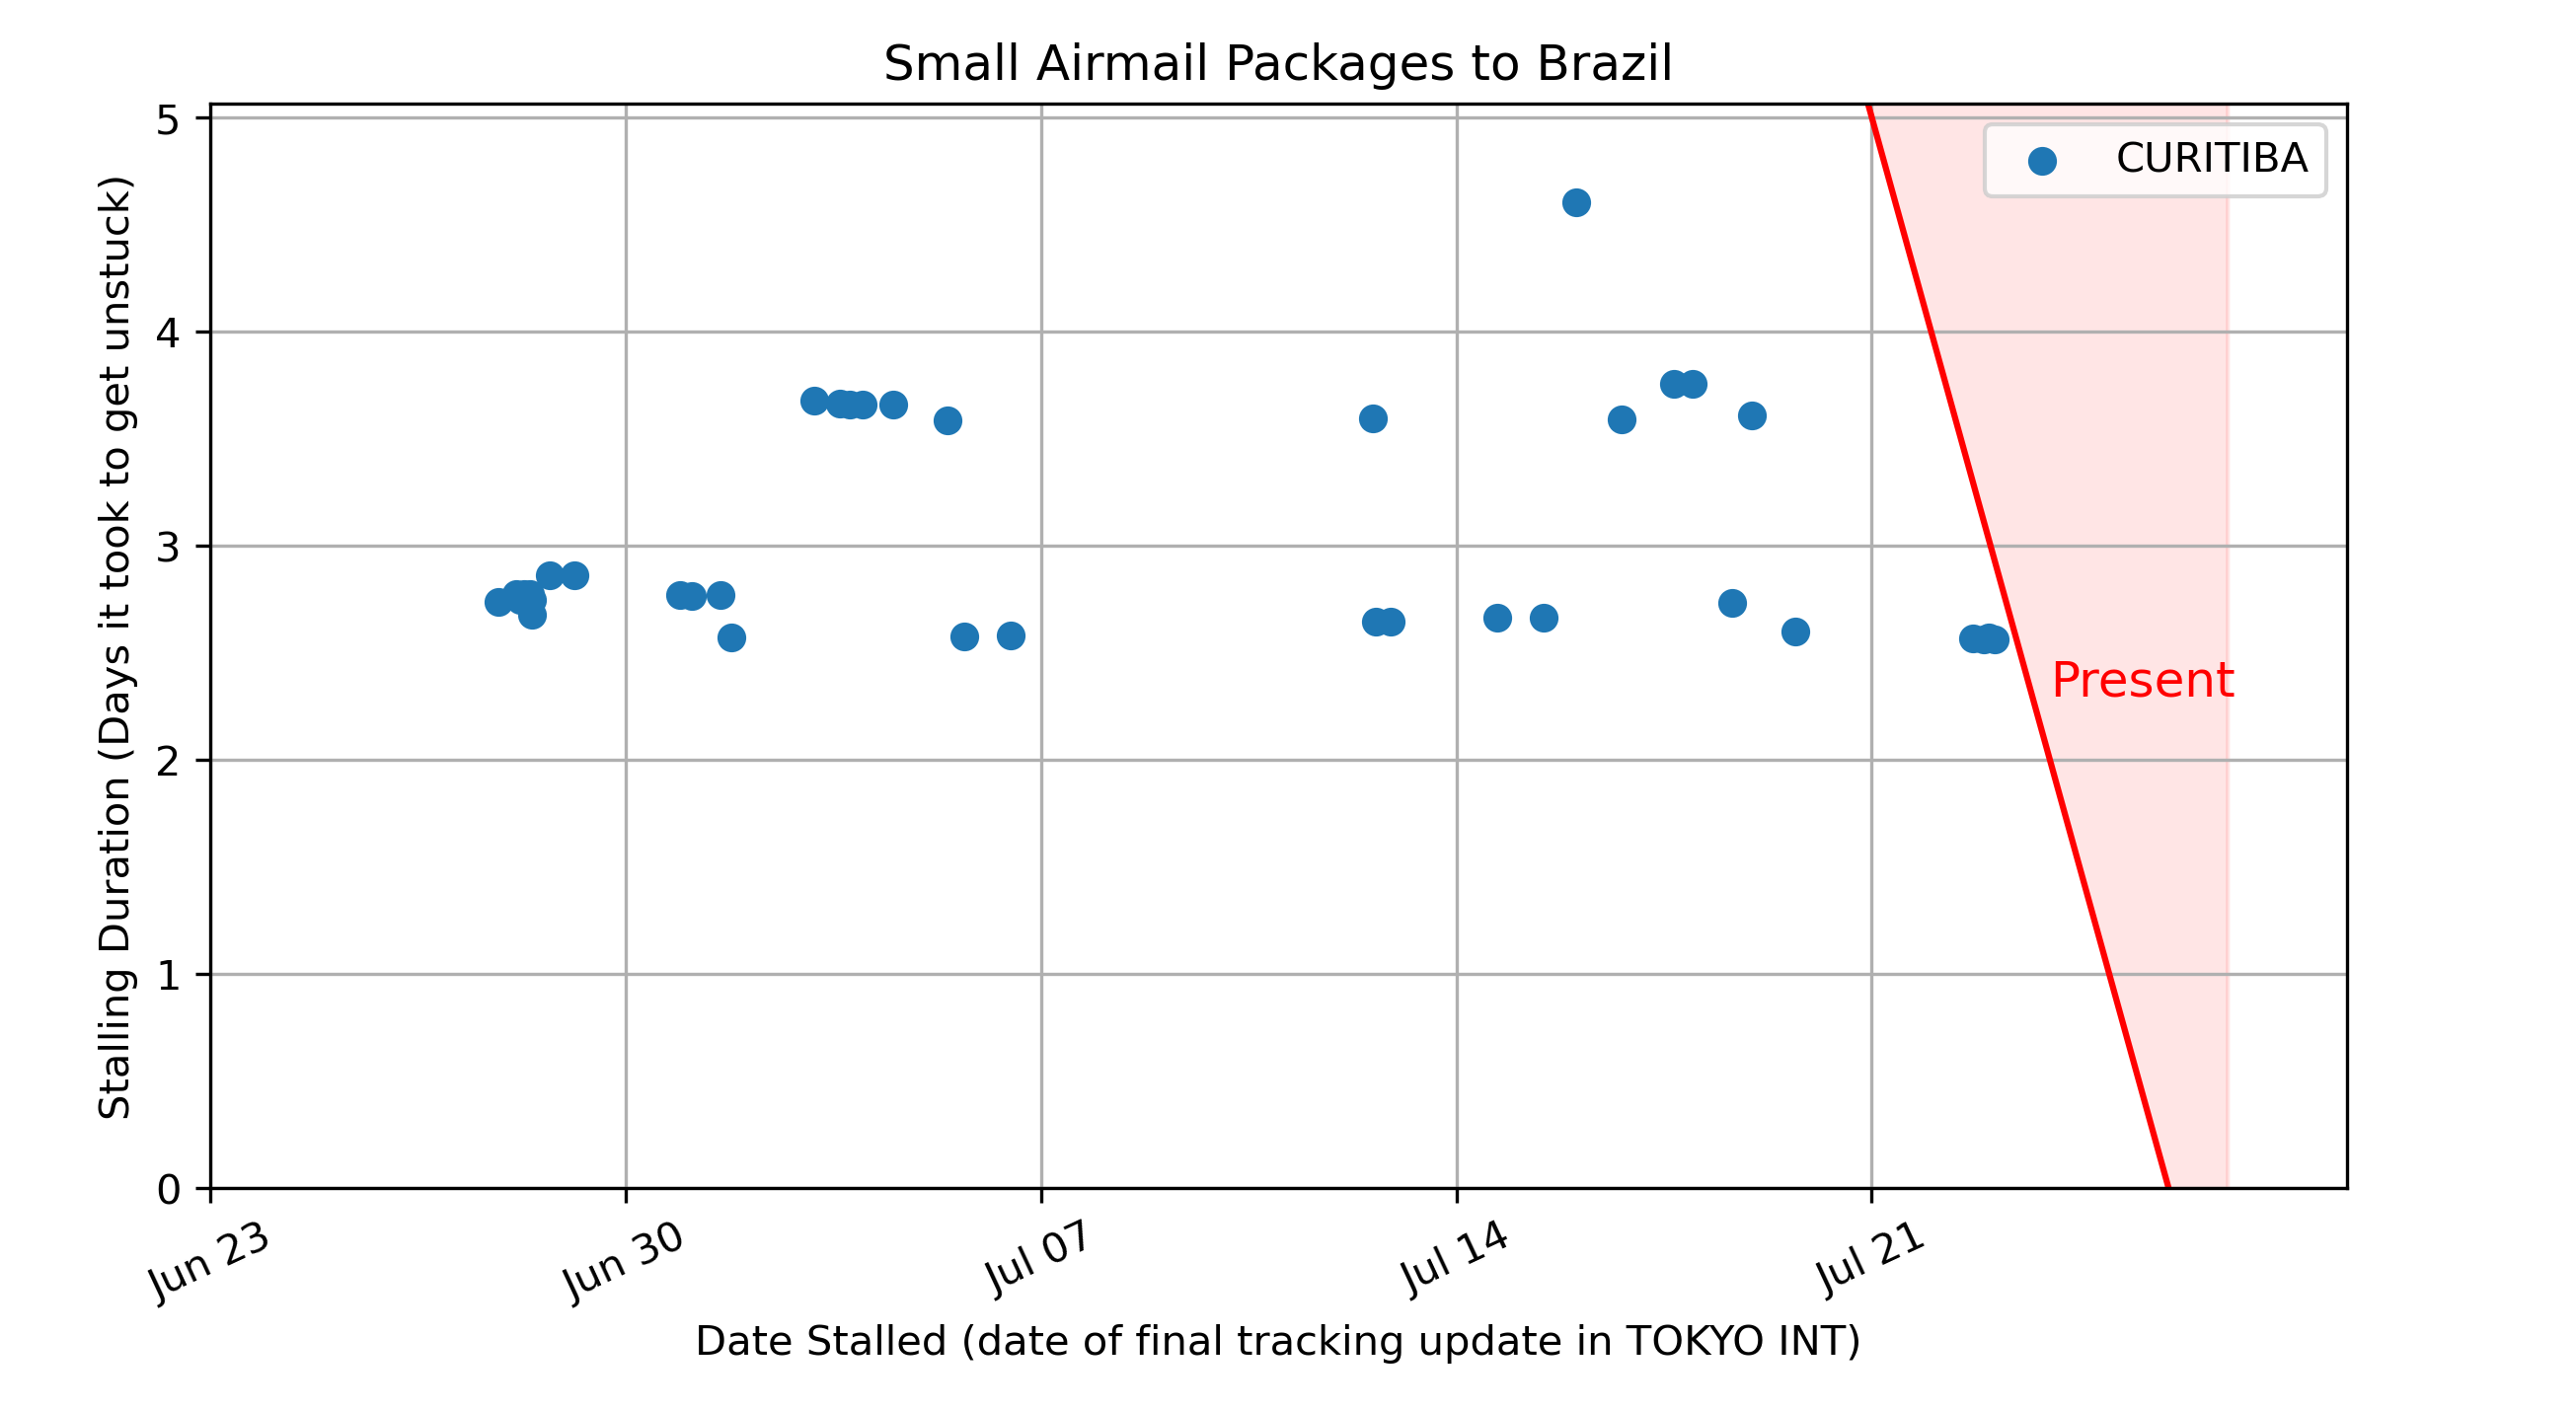 Small Airmail Packages to Brazil
Stalling Duration (Days it took to get unstuck)
5
4
3
2
1
0
CURITIBA
Present
Jun 23
Jun 30
Jul 07
Jul 14
Jul 21
Date Stalled (date of final tracking update in TOKYO INT)